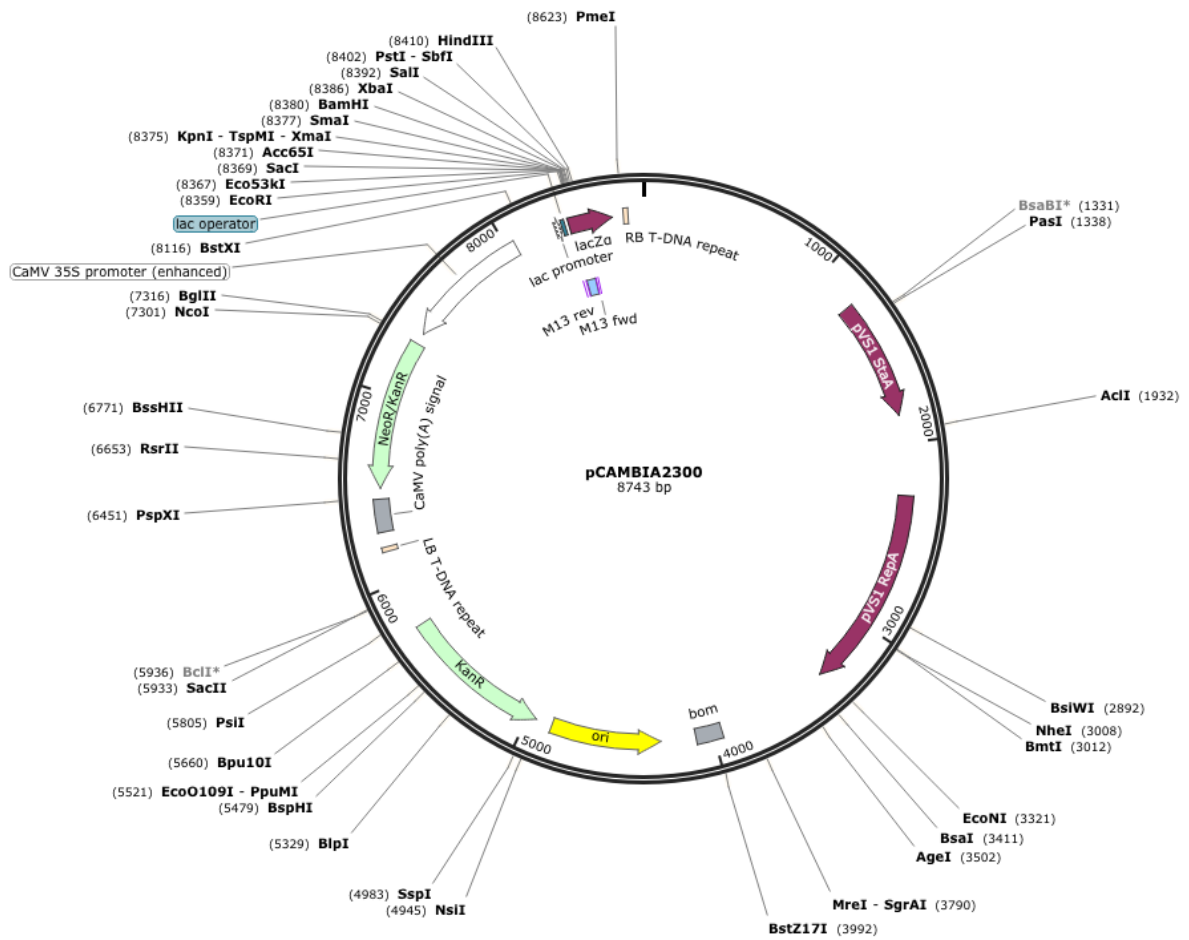 (8623) PmeI
(8410) HindIII
(8402) PstI - SbfI
(8392) SalI
(8386) XbaI
(8380) BamHI
(8377) SmaI
(8375) KpnI - TspMI - XmaI
(8371) Acc65I
(8369) SacI
(8367) Eco53kI
(8359) EcoRI
lac operator
(8116) BstXI
CaMV 35S promoter (enhanced)
(7316) BglII
(7301) NcoI
(6771) BssHII
(6653) RsrII
(6451) PspXI
(5936) BclI*
(5933) SacII
(5805) PsiI
(5660) Bpu10I
(5521) EcoO109I - PpuMI
(5479) BspHI
(5329) BlpI
(4983) SspI
(4945) NsiI
BsaBI* (1331)
PasI (1338)
AclI (1932)
BsiWI (2892)
NheI (3008)
BmtI (3012)
EcoNI (3321)
BsaI (3411)
AgeI (3502)
MreI - SgrAI (3790)
BstZ17I (3992)
1000
2000
3000
4000
5000
6000
7000
8000
lacZα
RB T-DNA repeat
lac promoter
M13 rev
M13 fwd
pVS1 StaA
pVS1 RepA
bom
ori
KanR
LB T-DNA repeat
CaMV poly(A) signal
NeoR/KanR
pCAMBIA2300
8743 bp